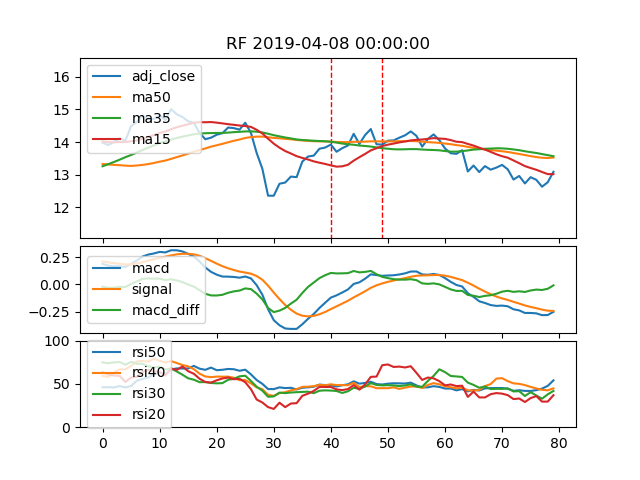 RF 2019-04-08 00:00:00
16
15
14
13
12
adj_close
ma50
ma35
ma15
0.25
0.00
−0.25
macd
signal
macd_diff
100
50
0
rsi50
rsi40
rsi30
rsi20
0 10 20 30 40 50 60 70 80